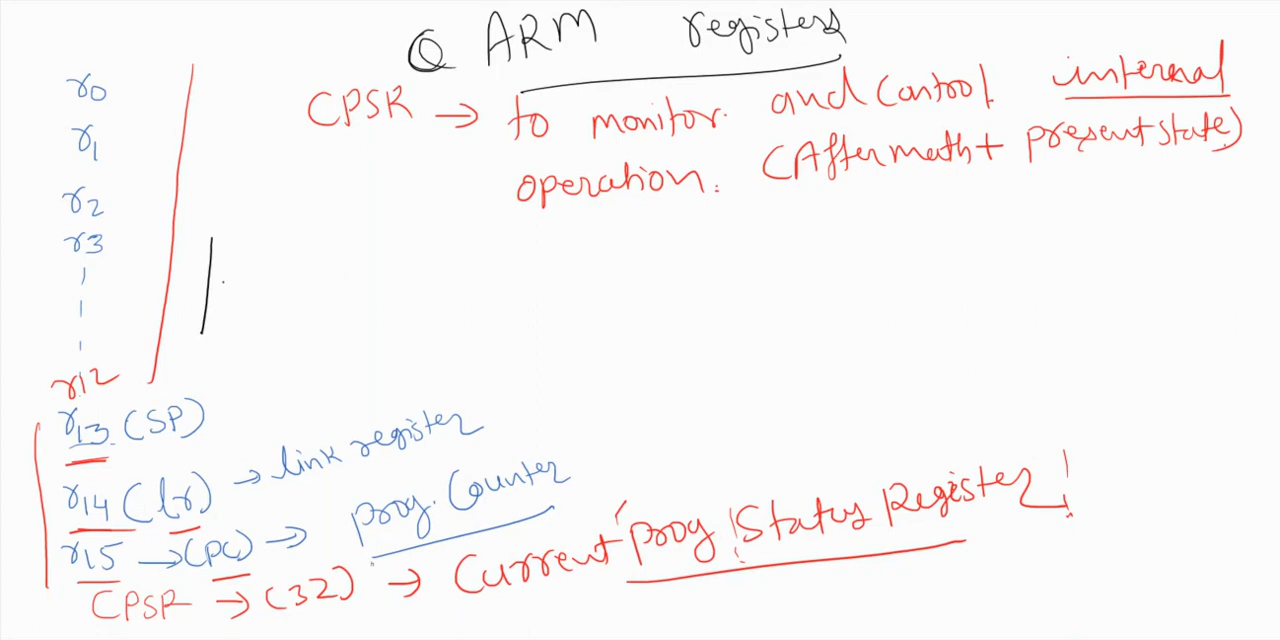 Q ARM registers
CPSR → to monitor and Control internal
operation. (Aftermath + present state)
r0
r1
r2
r3
r12
r13 (SP)
r14 (lr) → link register
r15 → (PC) → prog. Counter
CPSR → (32) → Current prog Status Register!